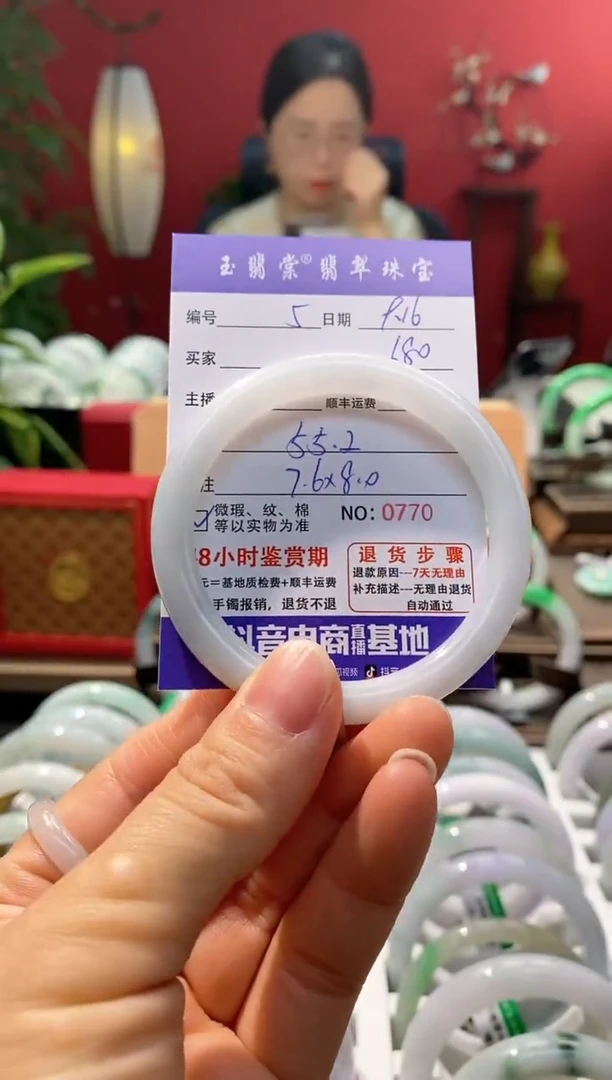 玉翡棠®翡翠珠宝
编号 5 日期 9.16
买家 180
主播 顺丰运费
55.2
注 7.6x8.0
微瑕、纹、棉
等以实物为准
NO: 0770
8小时鉴赏期
元=基地质检费+顺丰运费
手镯报销，退货不退
退货步骤
退款原因---7天无理由
补充描述---无理由退货
自动通过
抖音电商直播基地